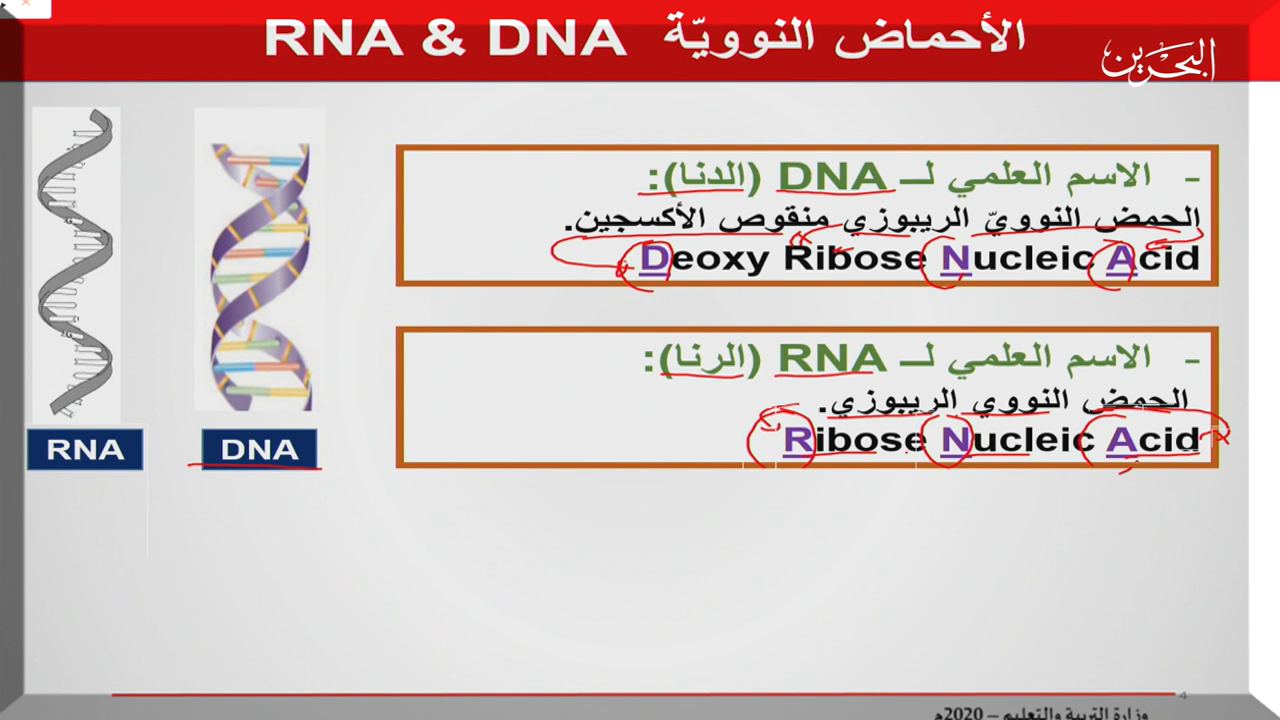 الأحماض النوويّة RNA & DNA
البحرين
- الاسم العلمي لـ DNA (الدنا):
الحمض النوويّ الريبوزي منقوص الأكسجين.
Deoxy Ribose Nucleic Acid
- الاسم العلمي لـ RNA (الرنا):
الحمض النووي الريبوزي.
Ribose Nucleic Acid
RNA
DNA
4
وزارة التربية والتعليم – 2020م